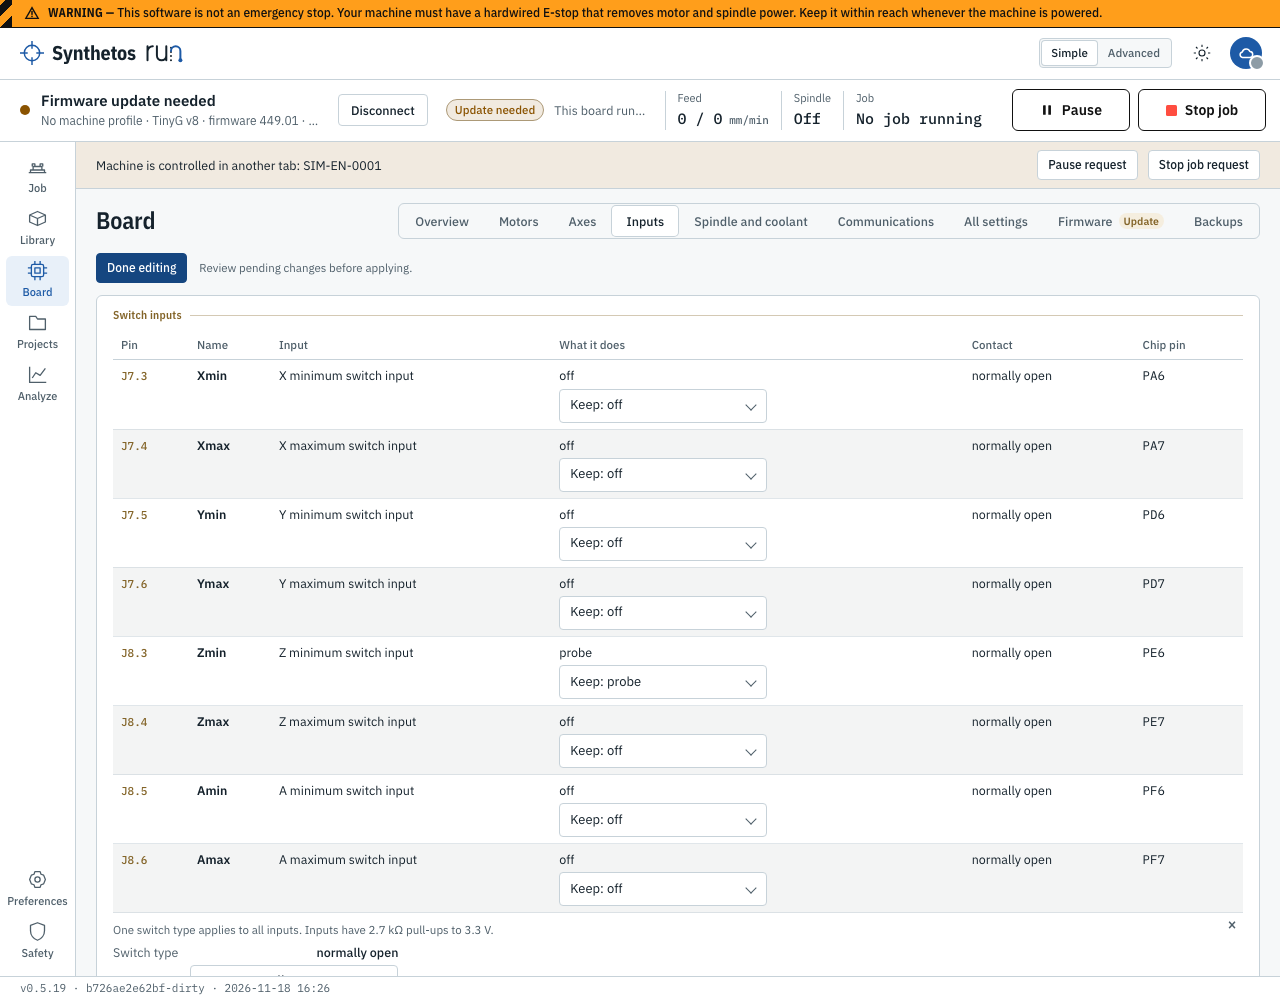 WARNING — This software is not an emergency stop. Your machine must have a hardwired E-stop that removes motor and spindle power. Keep it within reach whenever the machine is powered.
Synthetos run
Simple Advanced
Firmware update needed
No machine profile · TinyG v8 · firmware 449.01 · ...
Disconnect
Update needed
This board run...
Feed
0 / 0 mm/min
Spindle
Off
Job
No job running
Pause
Stop job
Machine is controlled in another tab: SIM-EN-0001
Pause request
Stop job request
Job
Library
Board
Projects
Analyze
Preferences
Safety
Board
Overview Motors Axes Inputs Spindle and coolant Communications All settings Firmware Update Backups
Done editing Review pending changes before applying.
Switch inputs
Pin Name Input What it does Contact Chip pin
J7.3 Xmin X minimum switch input off normally open PA6
Keep: off
J7.4 Xmax X maximum switch input off normally open PA7
Keep: off
J7.5 Ymin Y minimum switch input off normally open PD6
Keep: off
J7.6 Ymax Y maximum switch input off normally open PD7
Keep: off
J8.3 Zmin Z minimum switch input probe normally open PE6
Keep: probe
J8.4 Zmax Z maximum switch input off normally open PE7
Keep: off
J8.5 Amin A minimum switch input off normally open PF6
Keep: off
J8.6 Amax A maximum switch input off normally open PF7
Keep: off
One switch type applies to all inputs. Inputs have 2.7 kΩ pull-ups to 3.3 V.
Switch type normally open
v0.5.19 · b726ae2e62bf-dirty · 2026-11-18 16:26